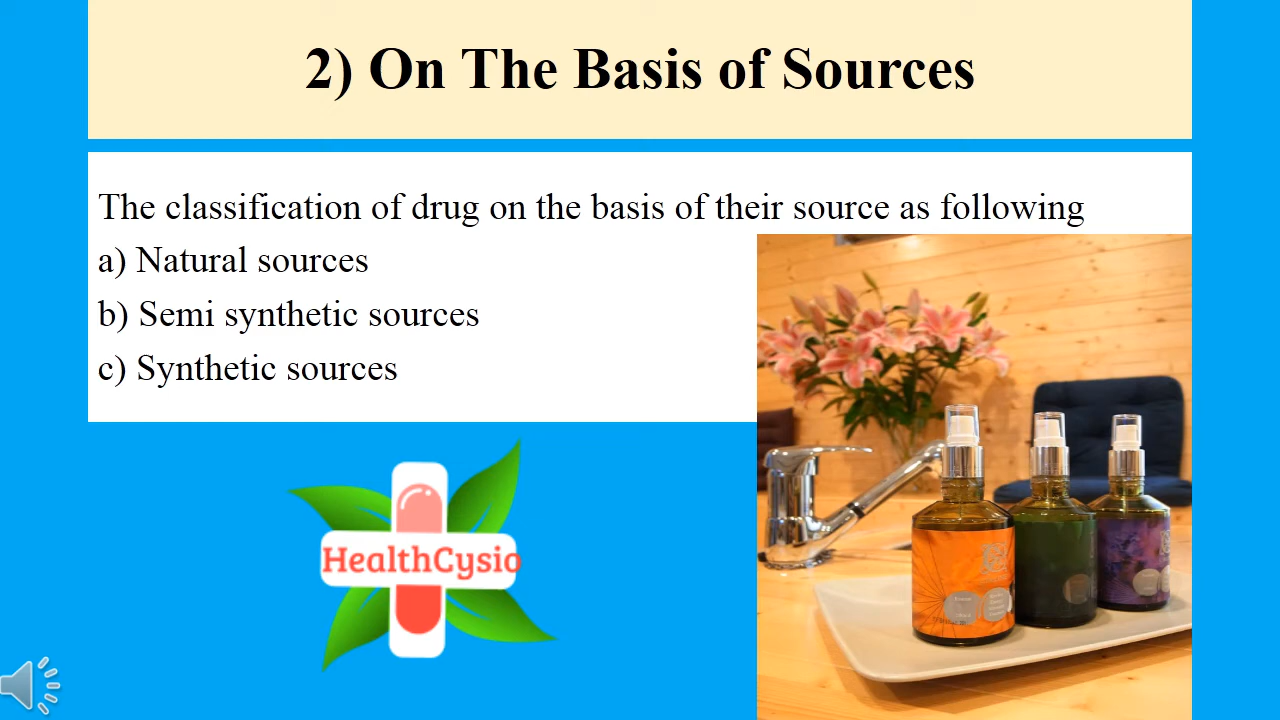 2) On The Basis of Sources
The classification of drug on the basis of their source as following
a) Natural sources
b) Semi synthetic sources
c) Synthetic sources
HealthCysio